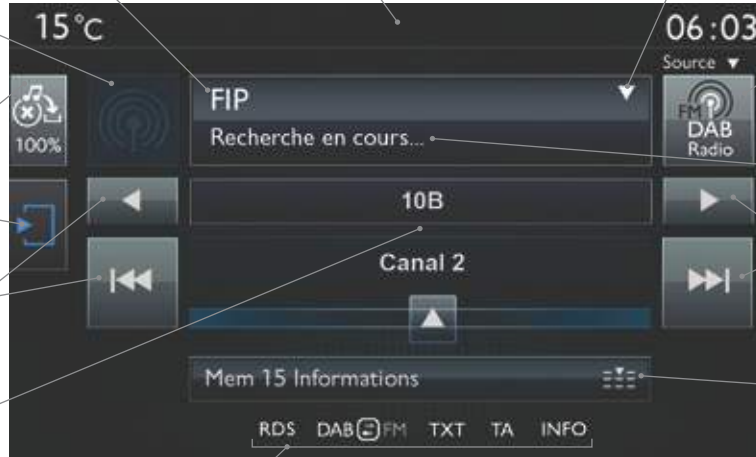 15°C
06:03
Source
100%
FIP
Recherche en cours...
FM
DAB
Radio
10B
Canal 2
Mem 15 Informations
RDS DAB FM TXT TA INFO